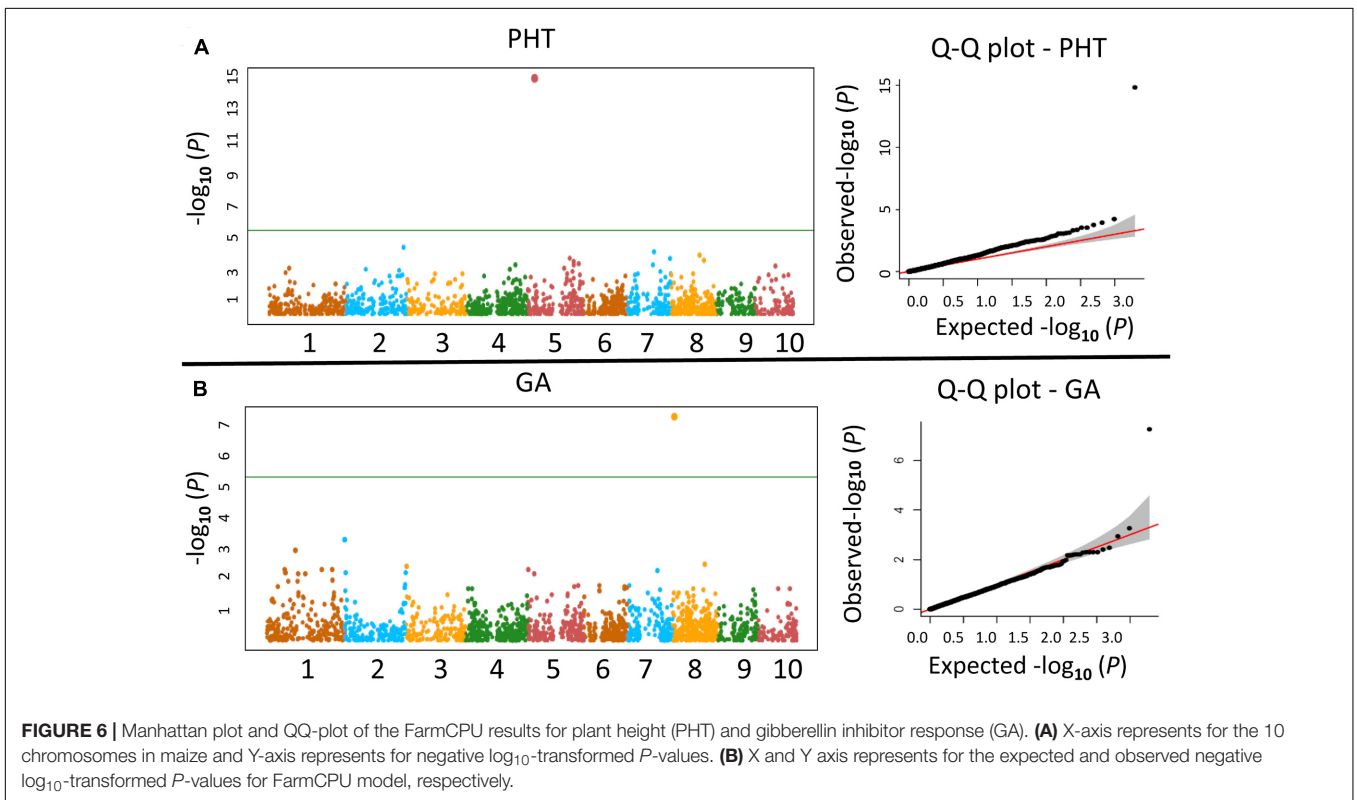 A
PHT
Q-Q plot - PHT
-log10 (P)
15
13
11
9
7
5
3
1
1 2 3 4 5 6 7 8 9 10
Observed-log10 (P)
15
10
5
0
0.0 0.5 1.0 1.5 2.0 3.0
Expected -log10 (P)
B
GA
Q-Q plot - GA
-log10 (P)
7
6
5
4
3
2
1
1 2 3 4 5 6 7 8 9 10
Observed-log10 (P)
6
4
2
0
0.0 0.5 1.0 1.5 2.0 2.5 3.0
Expected -log10 (P)
FIGURE 6 | Manhattan plot and QQ-plot of the FarmCPU results for plant height (PHT) and gibberellin inhibitor response (GA). (A) X-axis represents for the 10
chromosomes in maize and Y-axis represents for negative log10-transformed P-values. (B) X and Y axis represents for the expected and observed negative
log10-transformed P-values for FarmCPU model, respectively.